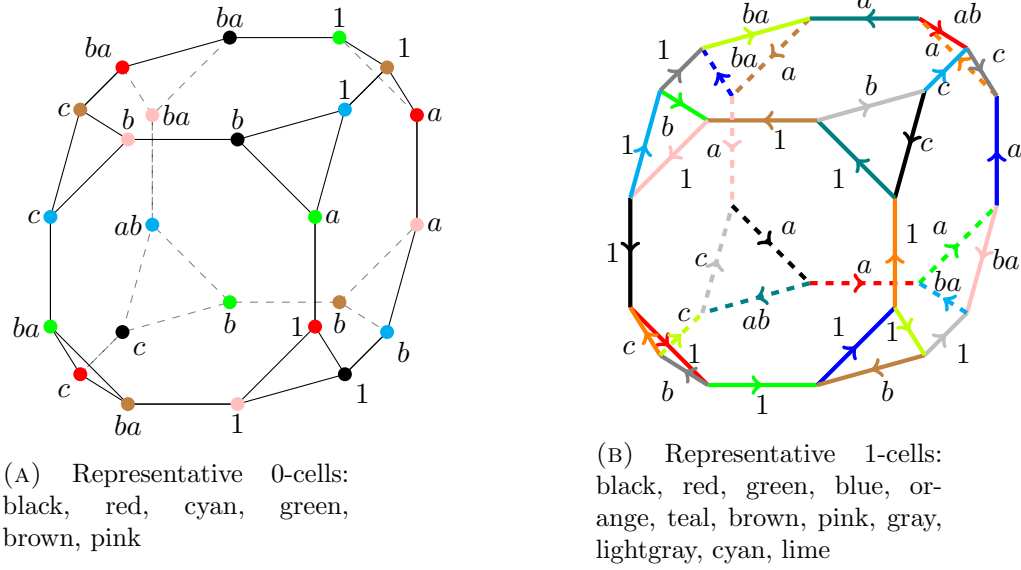 ba
1
ba
1
c
ba
b
b
1
a
c
ab
a
a
ba
c
b
b
1
b
c
ba
1
1
(A) Representative 0-cells:
black, red, cyan, green,
brown, pink
ba
a
ab
1
ba
a
a
c
b
b
c
1
a
1
1
c
a
c
a
1
a
1
a
ba
c
ab
ba
c
1
1
1
1
b
b
1
(B) Representative 1-cells:
black, red, green, blue, or-
ange, teal, brown, pink, gray,
lightgray, cyan, lime